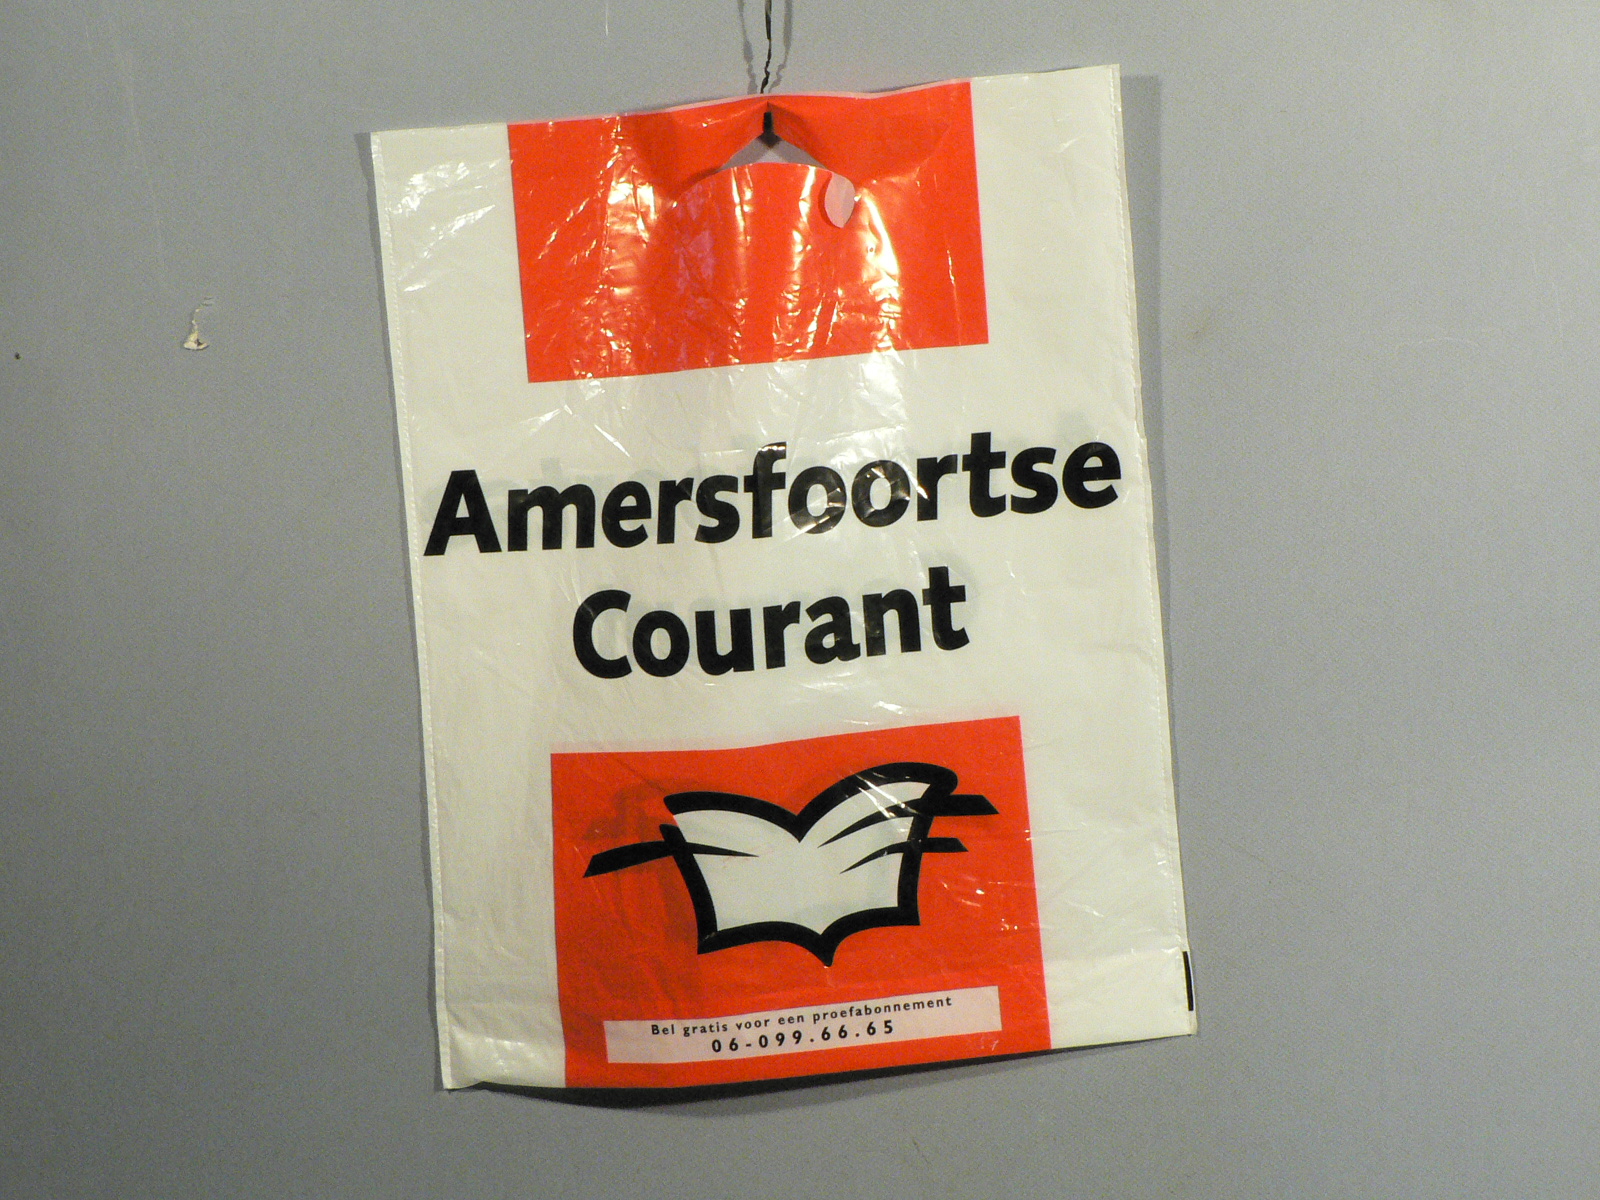 Amersfoortse
Courant
Bel gratis voor een proefabonnement
06-099.66.65